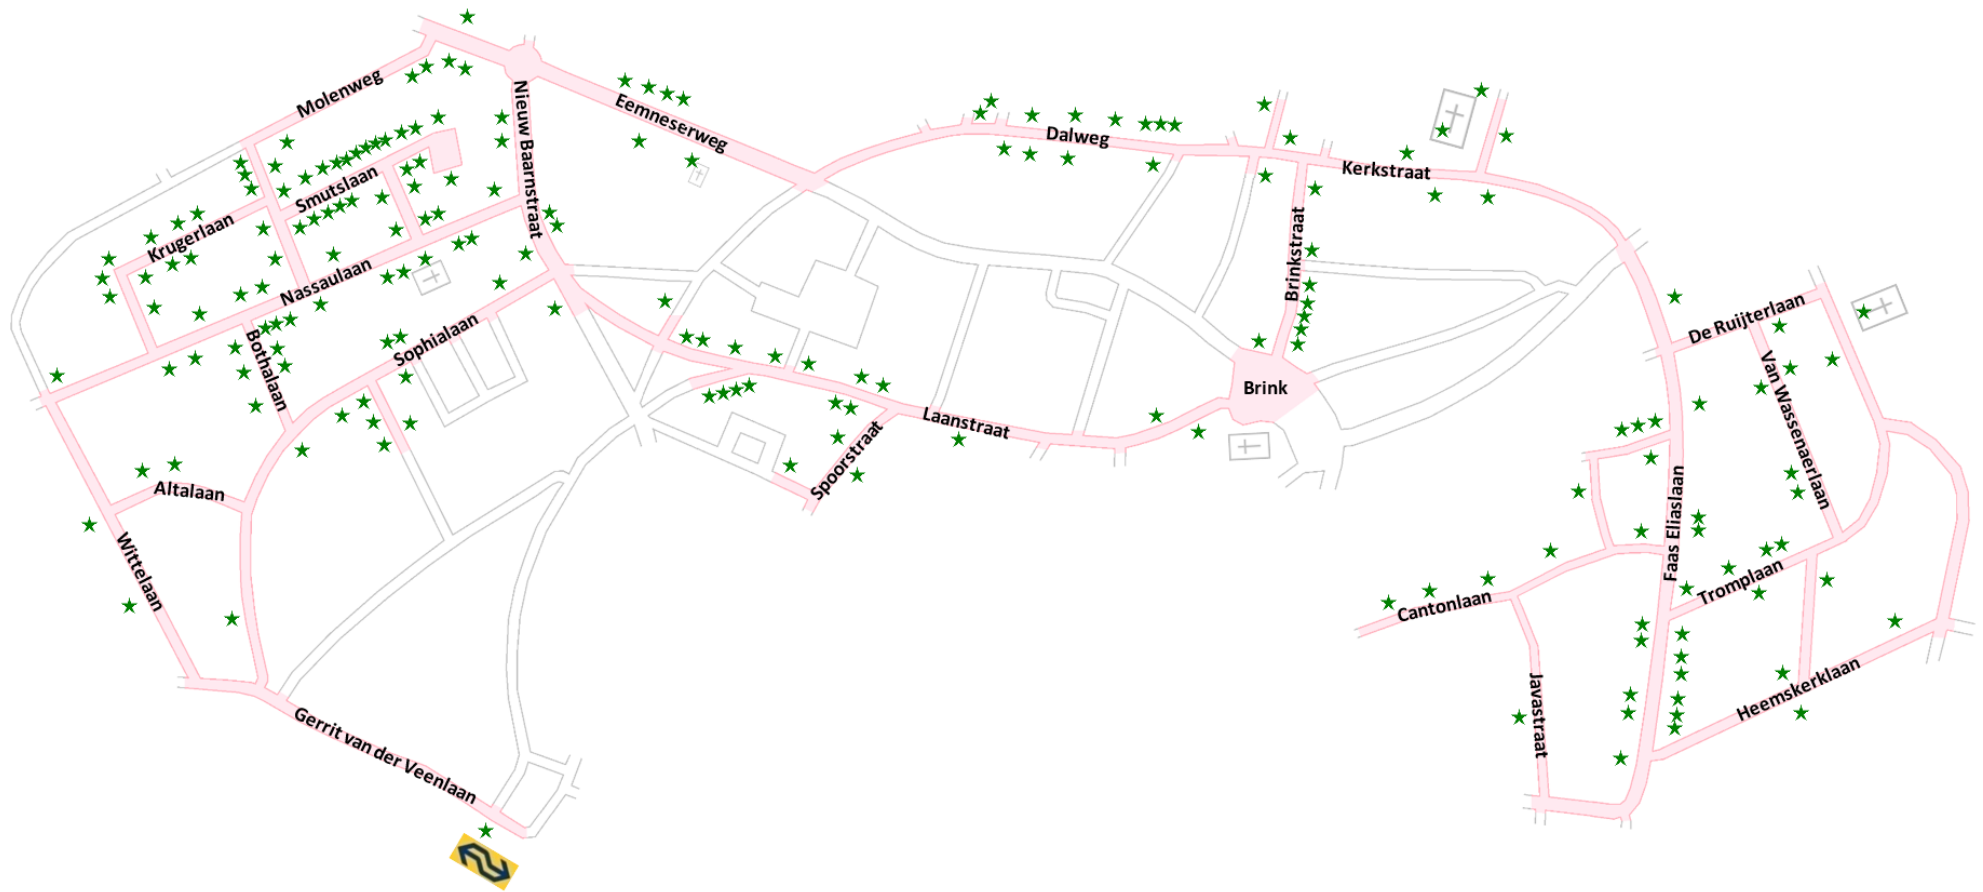 Molenweg
Nieuw Baarnstraat
Eemneserweg
Dalweg
Kerkstraat
Smutslaan
Krugerlaan
Nassaulaan
Brinkstraat
Bothalaan
Sophialaan
De Ruijterlaan
Van Wassenaerlaan
Brink
Laanstraat
Spoorstraat
Altalaan
Wittelaan
Faas Eliaslaan
Tromplaan
Cantonlaan
Javastraat
Heemskerklaan
Gerrit van der Veenlaan